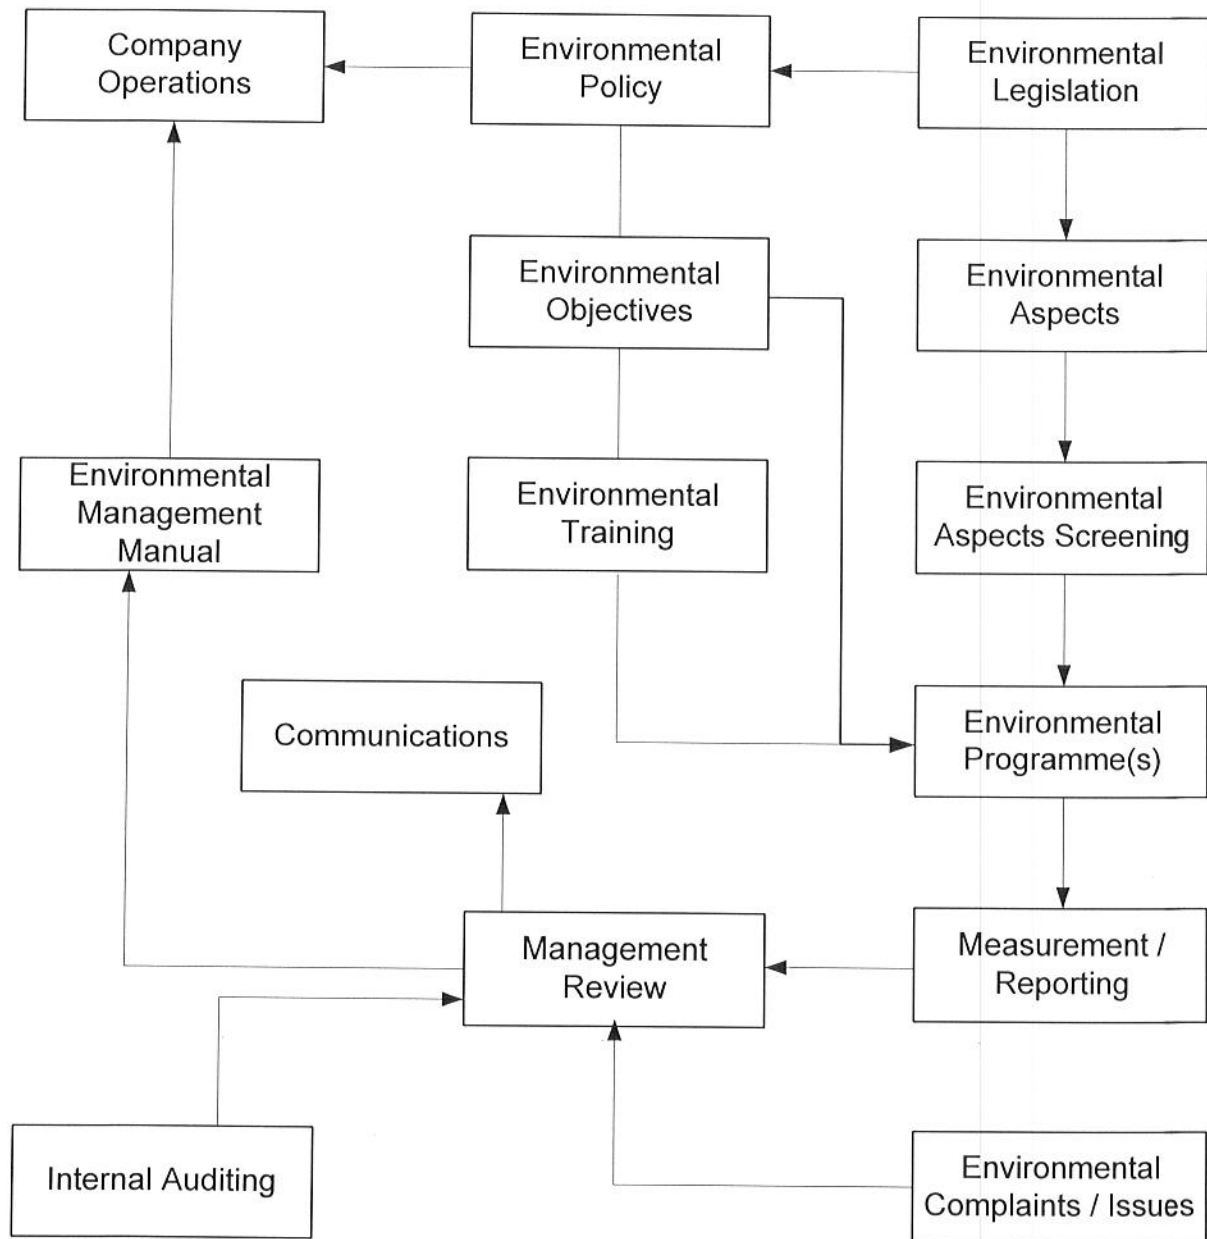 Company
Operations
Environmental
Policy
Environmental
Legislation
Environmental
Objectives
Environmental
Aspects
Environmental
Management
Manual
Environmental
Training
Environmental
Aspects Screening
Communications
Environmental
Programme(s)
Management
Review
Measurement /
Reporting
Internal Auditing
Environmental
Complaints / Issues